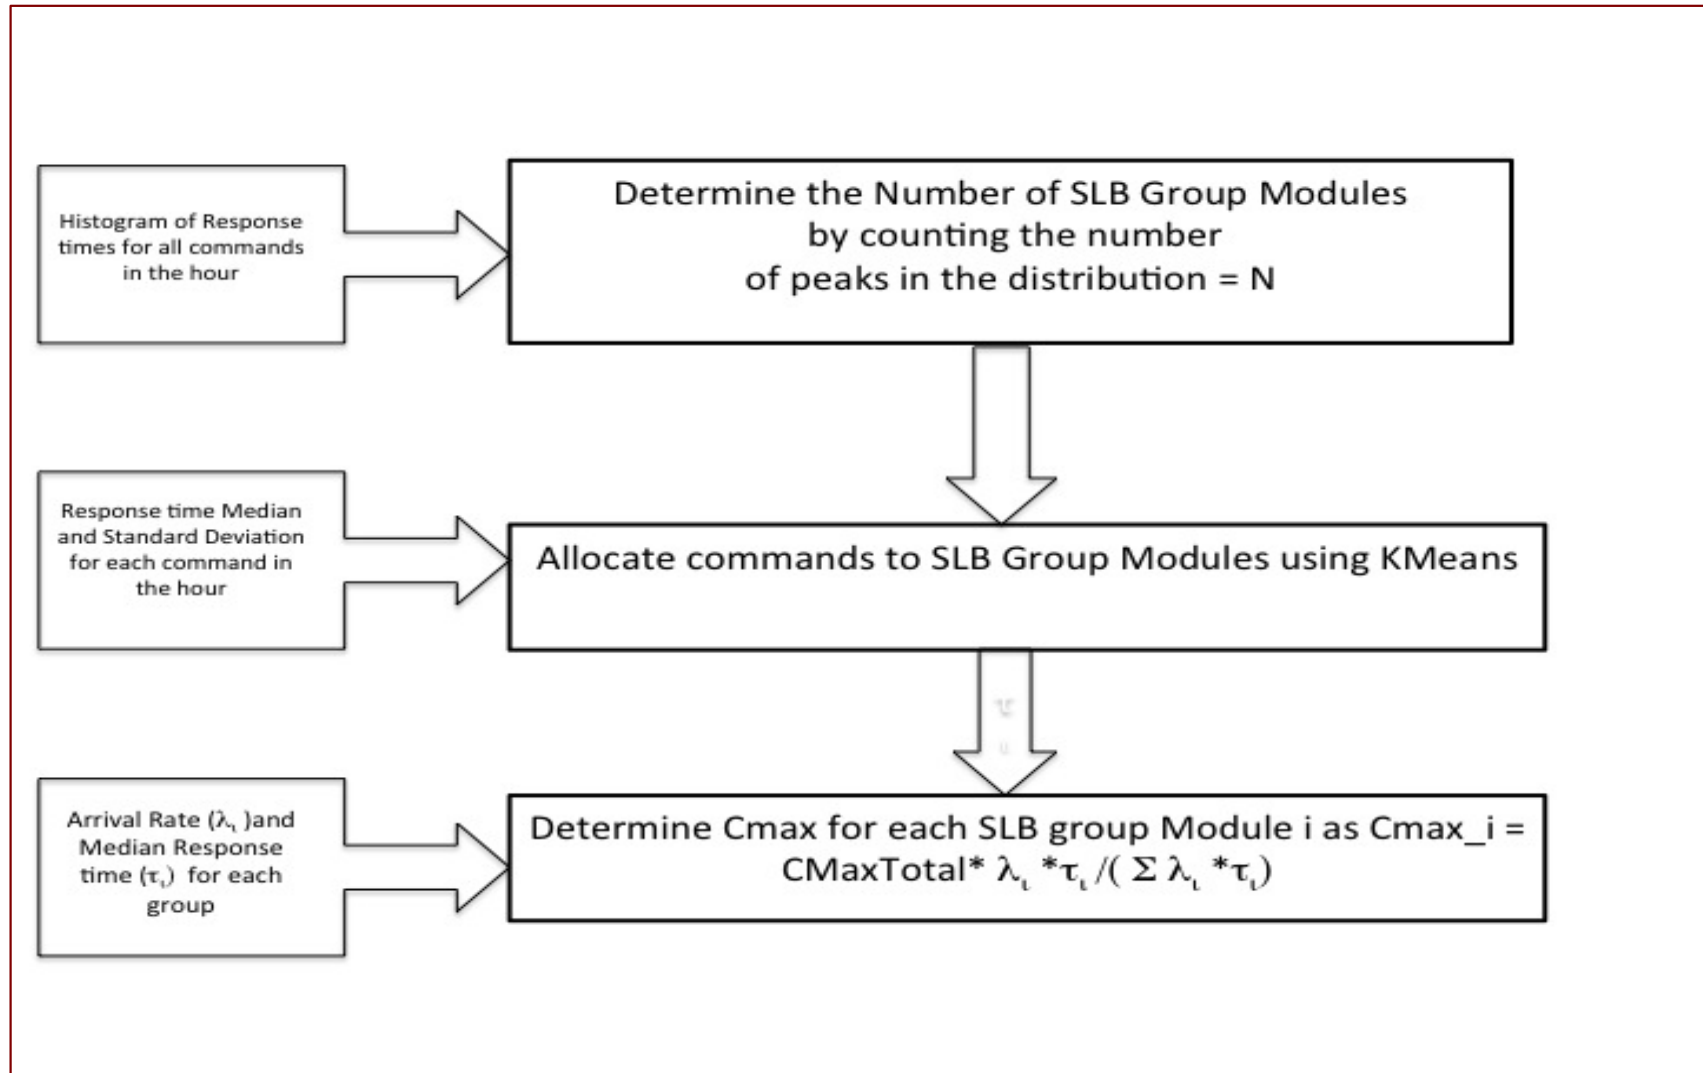 Histogram of Response
times for all commands
in the hour
Determine the Number of SLB Group Modules
by counting the number
of peaks in the distribution = N
Response time Median
and Standard Deviation
for each command in
the hour
Allocate commands to SLB Group Modules using KMeans
τ
ι
Arrival Rate (λι )and
Median Response
time (τι) for each
group
Determine Cmax for each SLB group Module i as Cmax_i =
CMaxTotal* λι *τι /( Σ λι *τι)